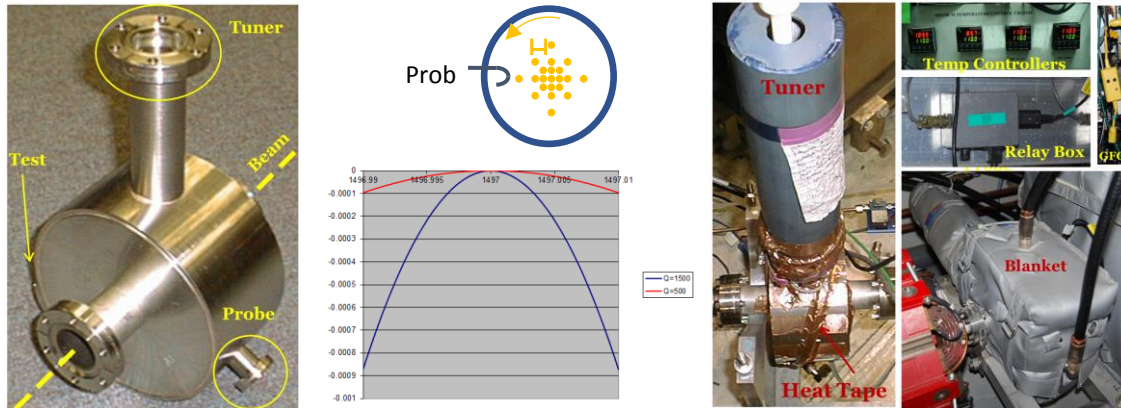 Tuner
Test
Beam
Probe
Prob
0
1496.99
1496.995
1497
1497.005
1497.01
-0.0001
-0.0002
-0.0003
-0.0004
-0.0005
-0.0006
-0.0007
-0.0008
-0.0009
-0.001
Q=1500
Q=500
Tuner
Heat Tape
Temp Controllers
Relay Box
Blanket